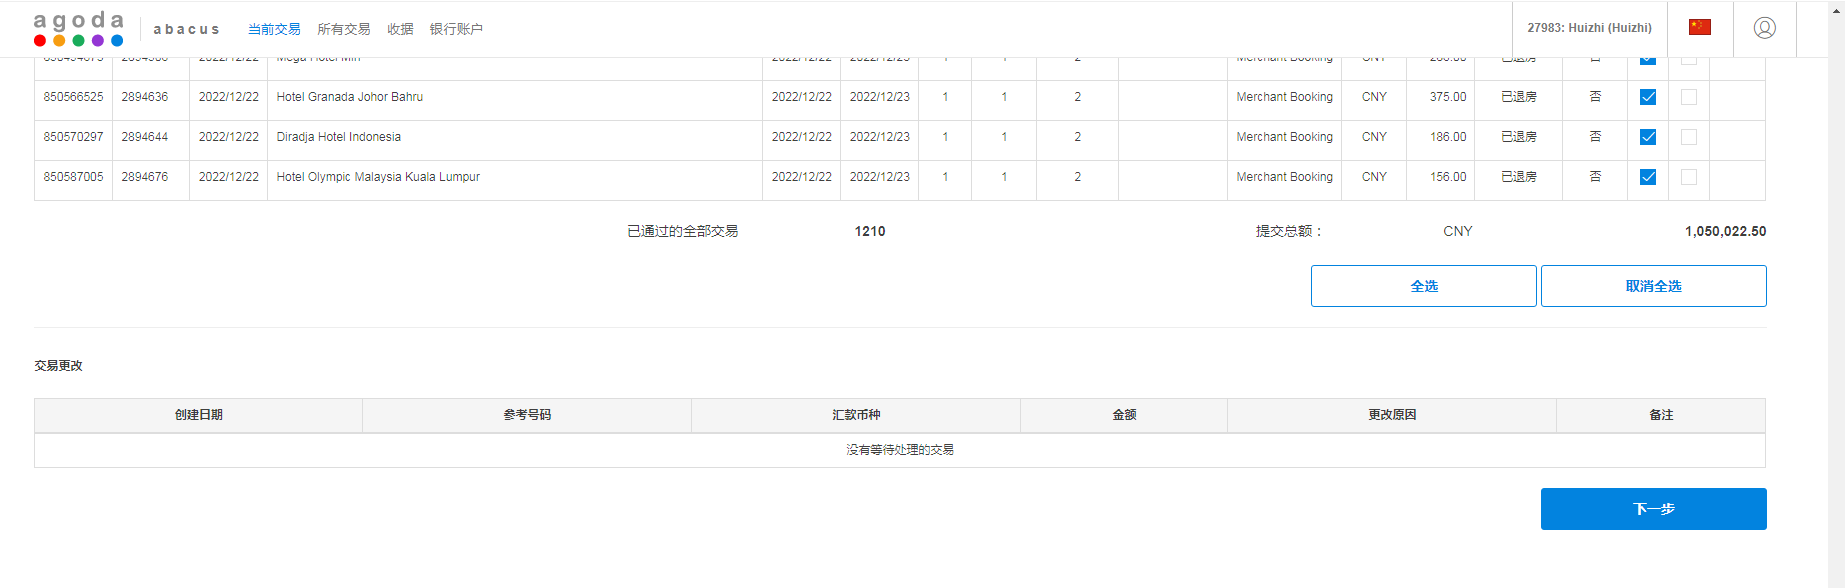 agoda
abacus 当前交易 所有交易 收据 银行账户 27983: Huizhi (Huizhi)
850566525 2894636 2022/12/22 Hotel Granada Johor Bahru 2022/12/22 2022/12/23 1 1 2 Merchant Booking CNY 375.00 已退房 否
850570297 2894644 2022/12/22 Diradja Hotel Indonesia 2022/12/22 2022/12/23 1 1 2 Merchant Booking CNY 186.00 已退房 否
850587005 2894676 2022/12/22 Hotel Olympic Malaysia Kuala Lumpur 2022/12/22 2022/12/23 1 1 2 Merchant Booking CNY 156.00 已退房 否
已通过的全部交易 1210 提交总额： CNY 1,050,022.50
全选 取消全选
交易更改
创建日期 参考号码 汇款币种 金额 更改原因 备注
没有等待处理的交易
下一步